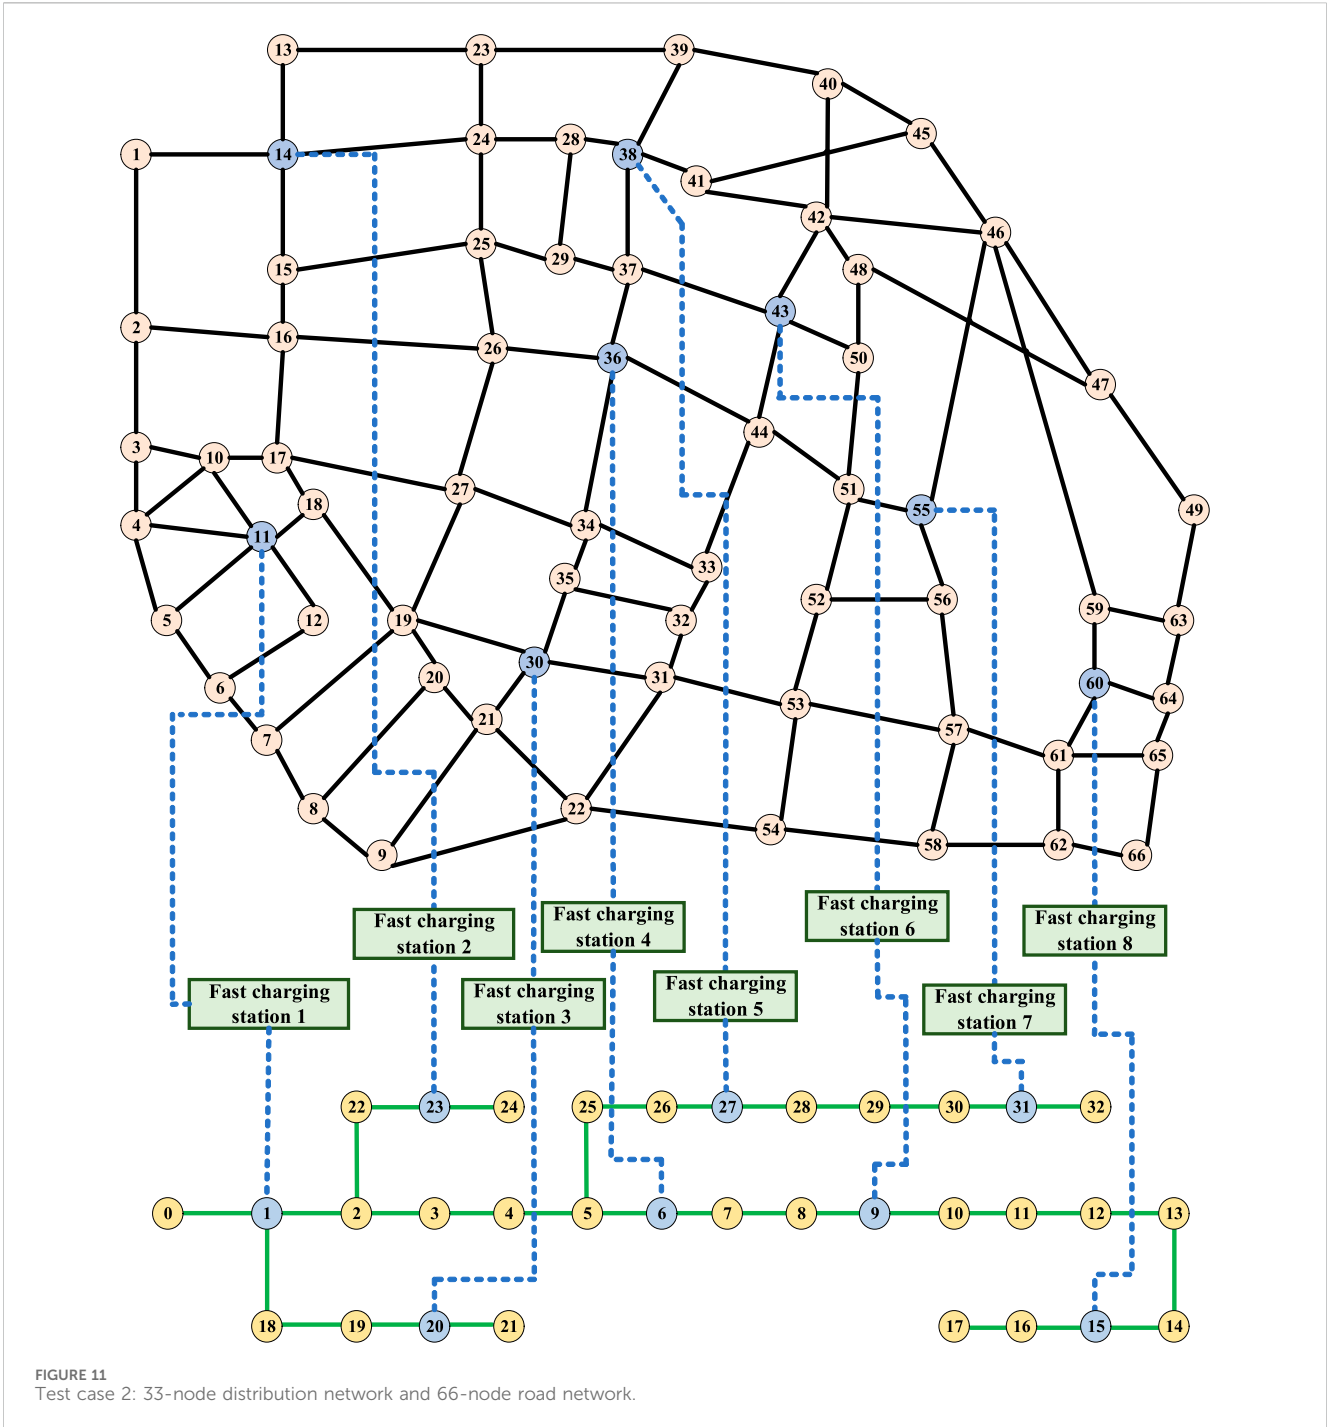 13 23 39
40
45
1 14 24 28 38
41
42 46
15 25 29 37 48
43
2 16 26 36 50
47
44
3 10 17 27 51
18 55 49
4 11 34
35 33
5 12 19 32 52 56 59 63
6 20 30 31 60 64
7 21 53 57 61 65
8 22 54
9 58 62 66
Fast charging
station 6
Fast charging
station 4
Fast charging
station 8
Fast charging
station 2
Fast charging
station 5
Fast charging
station 1
Fast charging
station 3
Fast charging
station 7
22 23 24 25 26 27 28 29 30 31 32
0 1 2 3 4 5 6 7 8 9 10 11 12 13
18 19 20 21 17 16 15 14
FIGURE 11
Test case 2: 33-node distribution network and 66-node road network.